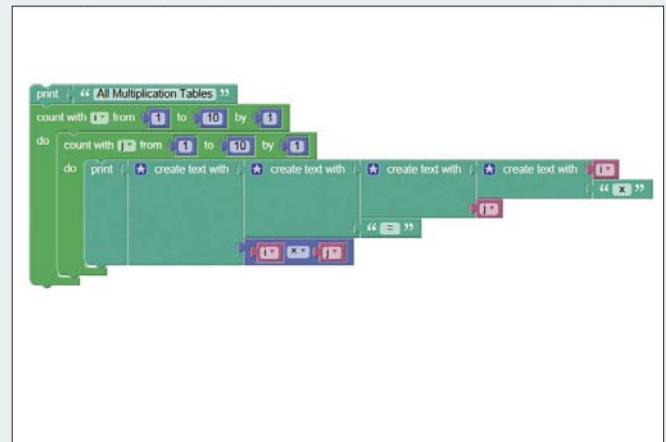 print “ All Multiplication Tables ”
count with i from 1 to 10 by 1
do count with j from 1 to 10 by 1
do print create text with create text with create text with create text with i
“ x ”
j
“ = ”
i x j